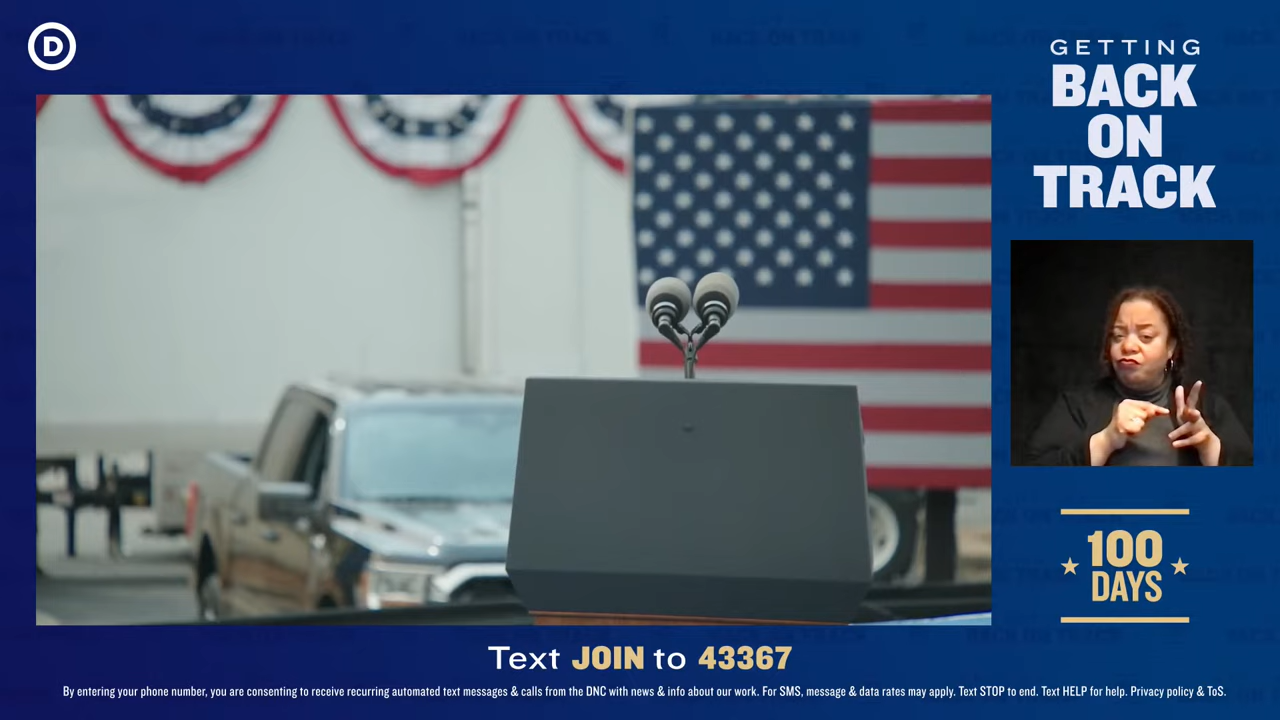 D
GETTING
BACK
ON
TRACK
100
DAYS
Text JOIN to 43367
By entering your phone number, you are consenting to receive recurring automated text messages & calls from the DNC with news & info about our work. For SMS, message & data rates may apply. Text STOP to end. Text HELP for help. Privacy policy & ToS.